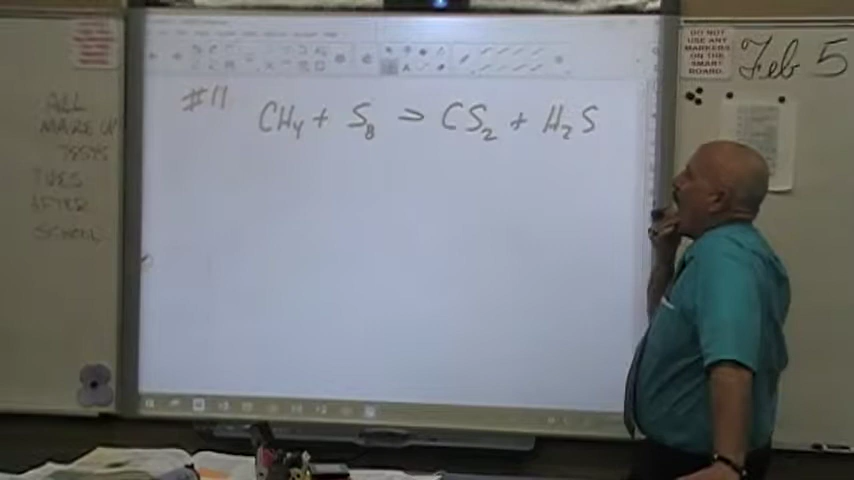 ALL
MAKE UP
TESTS
TUES
AFTER
SCHOOL
#11 CH₄ + S₈ => CS₂ + H₂S
DO NOT
USE ANY
MARKERS
ON THE
SMART
BOARD
Feb 5